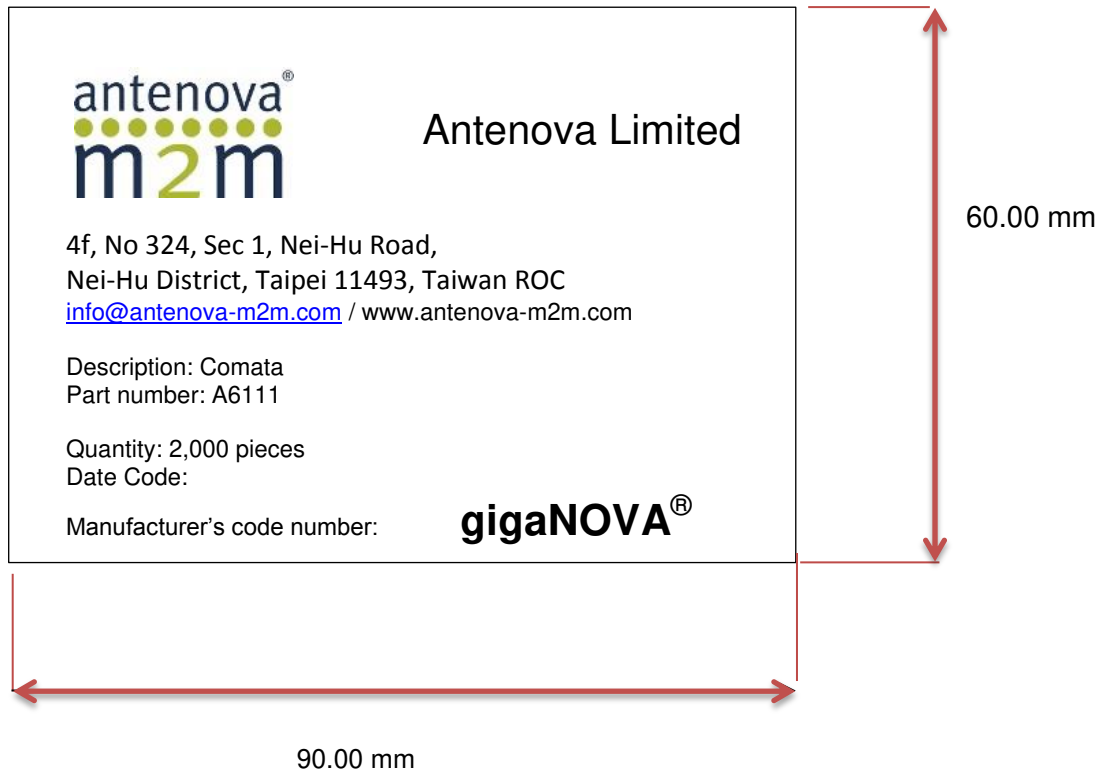 antenova®
m2m
Antenova Limited
60.00 mm
4f, No 324, Sec 1, Nei-Hu Road,
Nei-Hu District, Taipei 11493, Taiwan ROC
info@antenova-m2m.com / www.antenova-m2m.com
Description: Comata
Part number: A6111
Quantity: 2,000 pieces
Date Code:
Manufacturer's code number:
gigaNOVA®
90.00 mm